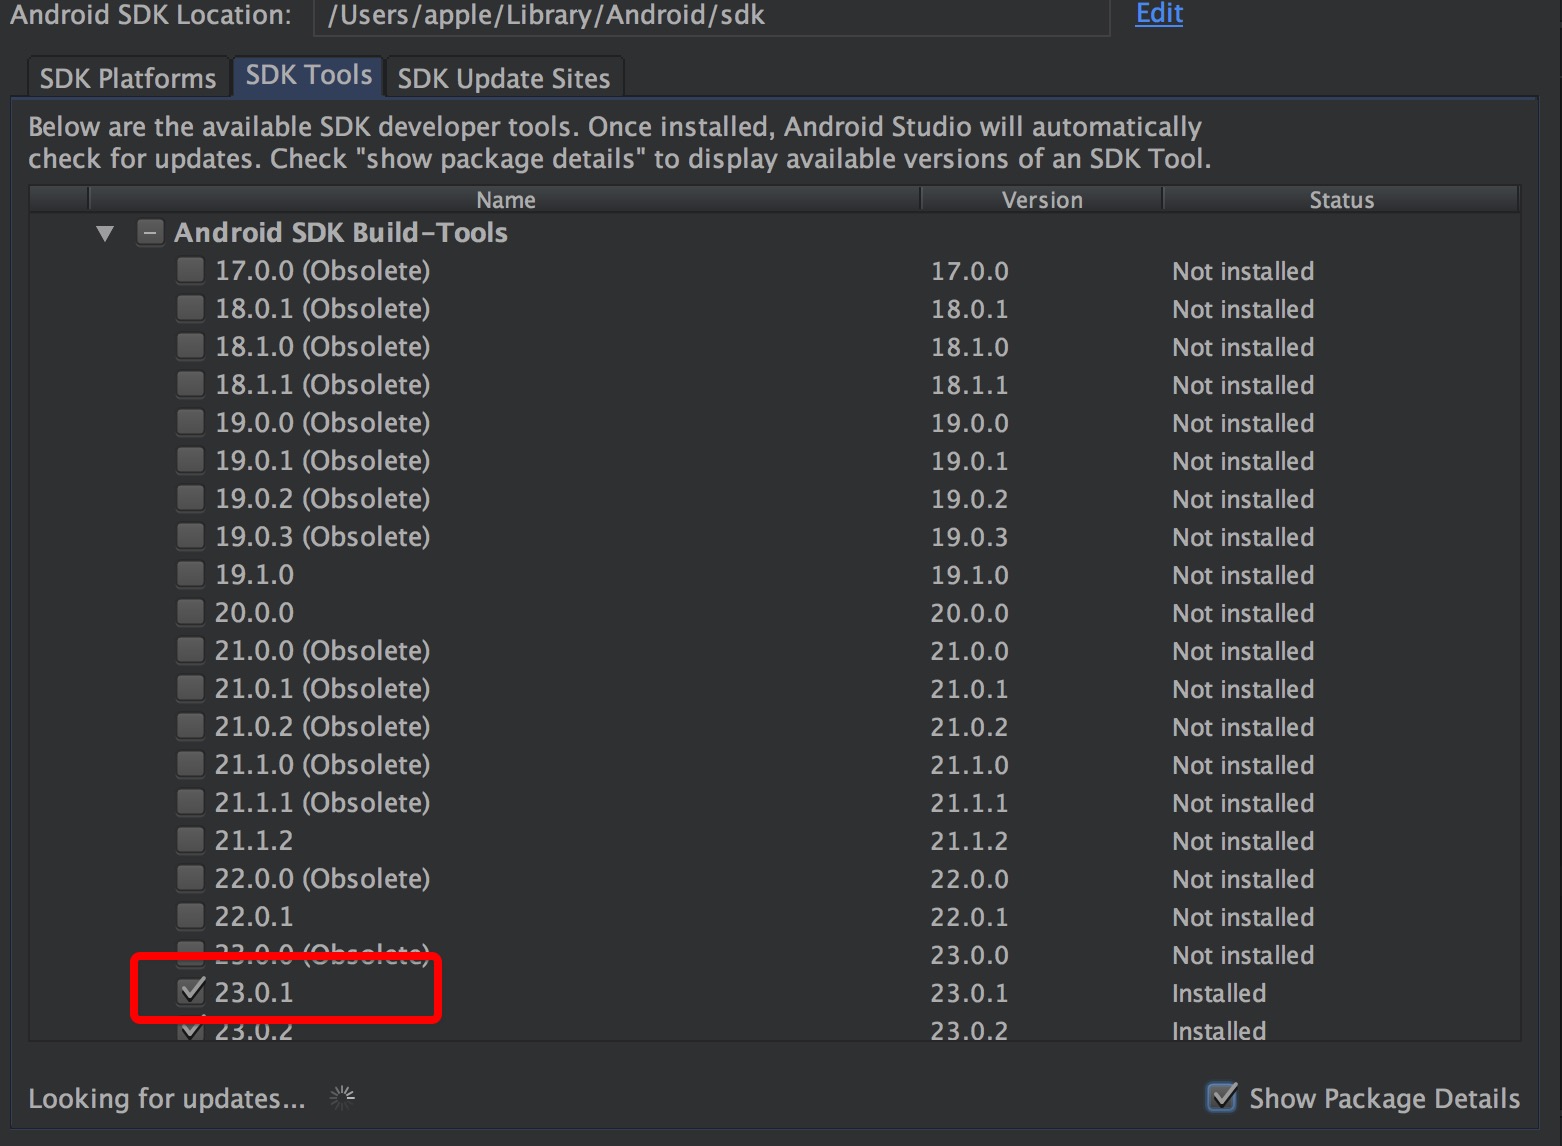 Android SDK Location: /Users/apple/Library/Android/sdk Edit
SDK Platforms SDK Tools SDK Update Sites
Below are the available SDK developer tools. Once installed, Android Studio will automatically
check for updates. Check "show package details" to display available versions of an SDK Tool.
Name Version Status
Android SDK Build-Tools
17.0.0 (Obsolete) 17.0.0 Not installed
18.0.1 (Obsolete) 18.0.1 Not installed
18.1.0 (Obsolete) 18.1.0 Not installed
18.1.1 (Obsolete) 18.1.1 Not installed
19.0.0 (Obsolete) 19.0.0 Not installed
19.0.1 (Obsolete) 19.0.1 Not installed
19.0.2 (Obsolete) 19.0.2 Not installed
19.0.3 (Obsolete) 19.0.3 Not installed
19.1.0 19.1.0 Not installed
20.0.0 20.0.0 Not installed
21.0.0 (Obsolete) 21.0.0 Not installed
21.0.1 (Obsolete) 21.0.1 Not installed
21.0.2 (Obsolete) 21.0.2 Not installed
21.1.0 (Obsolete) 21.1.0 Not installed
21.1.1 (Obsolete) 21.1.1 Not installed
21.1.2 21.1.2 Not installed
22.0.0 (Obsolete) 22.0.0 Not installed
22.0.1 22.0.1 Not installed
23.0.0 (Obsolete) 23.0.0 Not installed
23.0.1 23.0.1 Installed
23.0.2 23.0.2 Installed
Looking for updates... Show Package Details